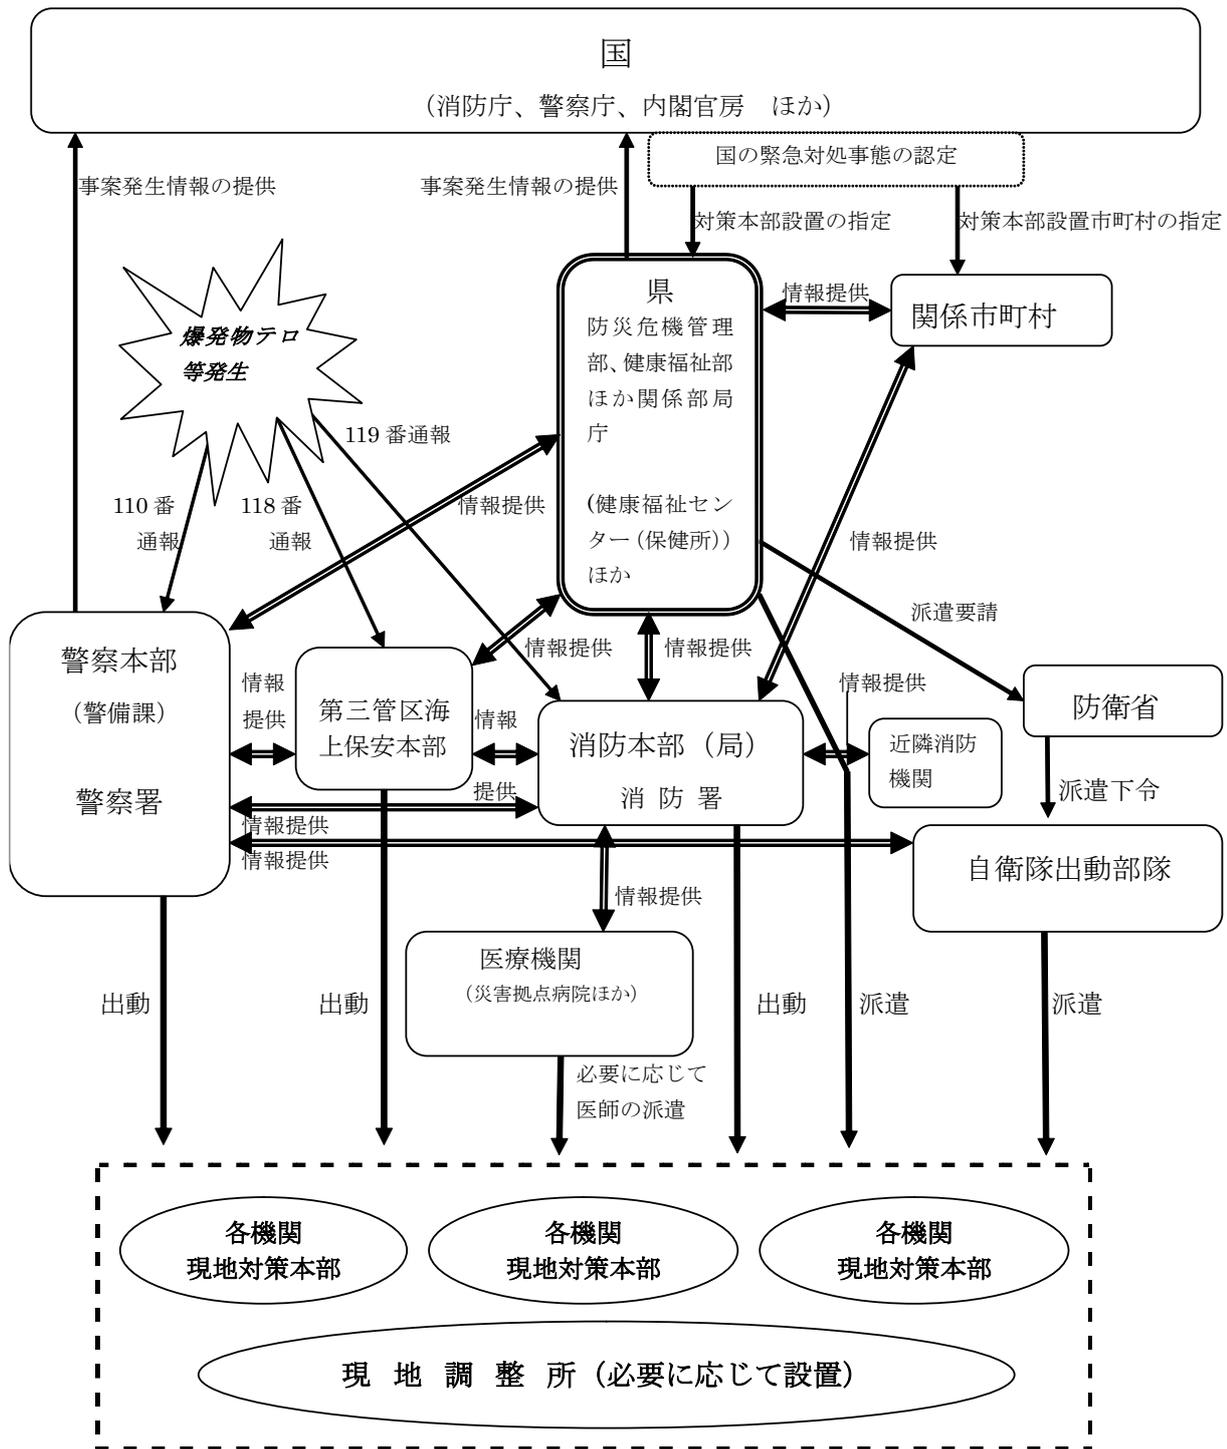 国
（消防庁、警察庁、内閣官房　ほか）
国の緊急対処事態の認定
事案発生情報の提供
事案発生情報の提供
対策本部設置の指定
対策本部設置市町村の指定
県
防災危機管理
部、健康福祉部
ほか関係部局
庁
(健康福祉セン
ター（保健所））
ほか
情報提供
関係市町村
爆発物テロ
等発生
119 番通報
110 番
通報
118 番
通報
情報提供
情報提供
派遣要請
情報提供
情報提供
情報提供
警察本部
（警備課）
警察署
情報
提供
第三管区海
上保安本部
情報
提供
消防本部（局）
消 防 署
近隣消防
機関
防衛省
派遣下令
情報提供
情報提供
自衛隊出動部隊
情報提供
医療機関
（災害拠点病院ほか）
出動
出動
出動
派遣
派遣
必要に応じて
医師の派遣
各機関
現地対策本部
各機関
現地対策本部
各機関
現地対策本部
現 地 調 整 所（必要に応じて設置）